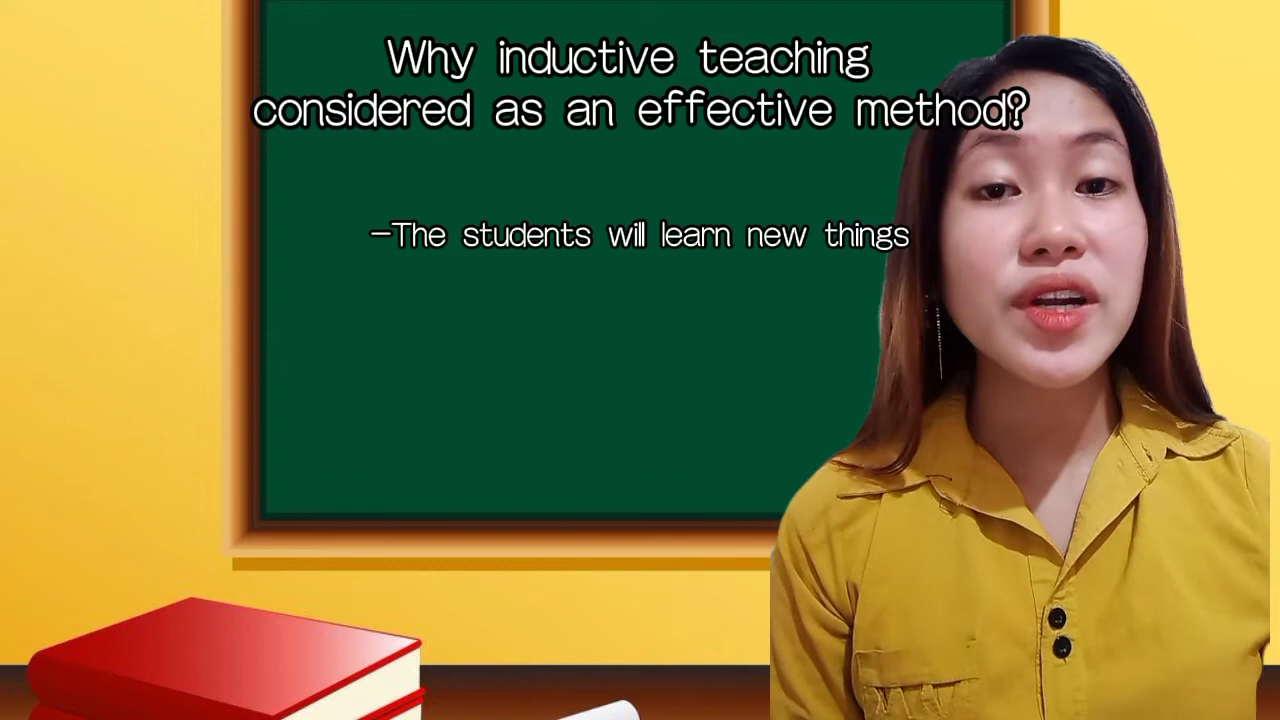 Why inductive teaching
considered as an effective method?
-The students will learn new things